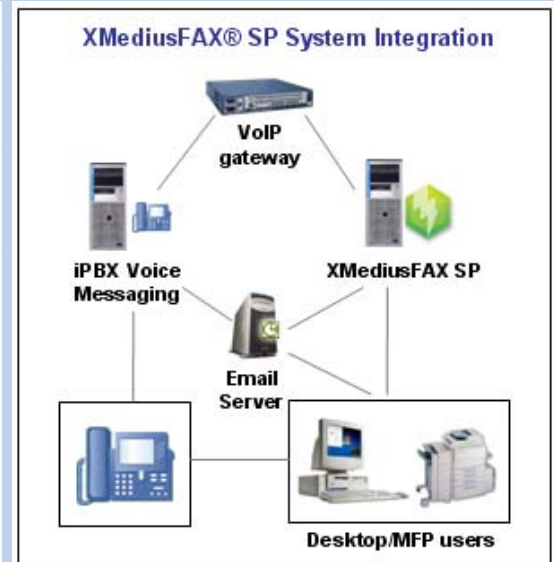 XMediusFAX® SP System Integration
VoIP
gateway
iPBX Voice
Messaging
XMediusFAX SP
Email
Server
Desktop/MFP users